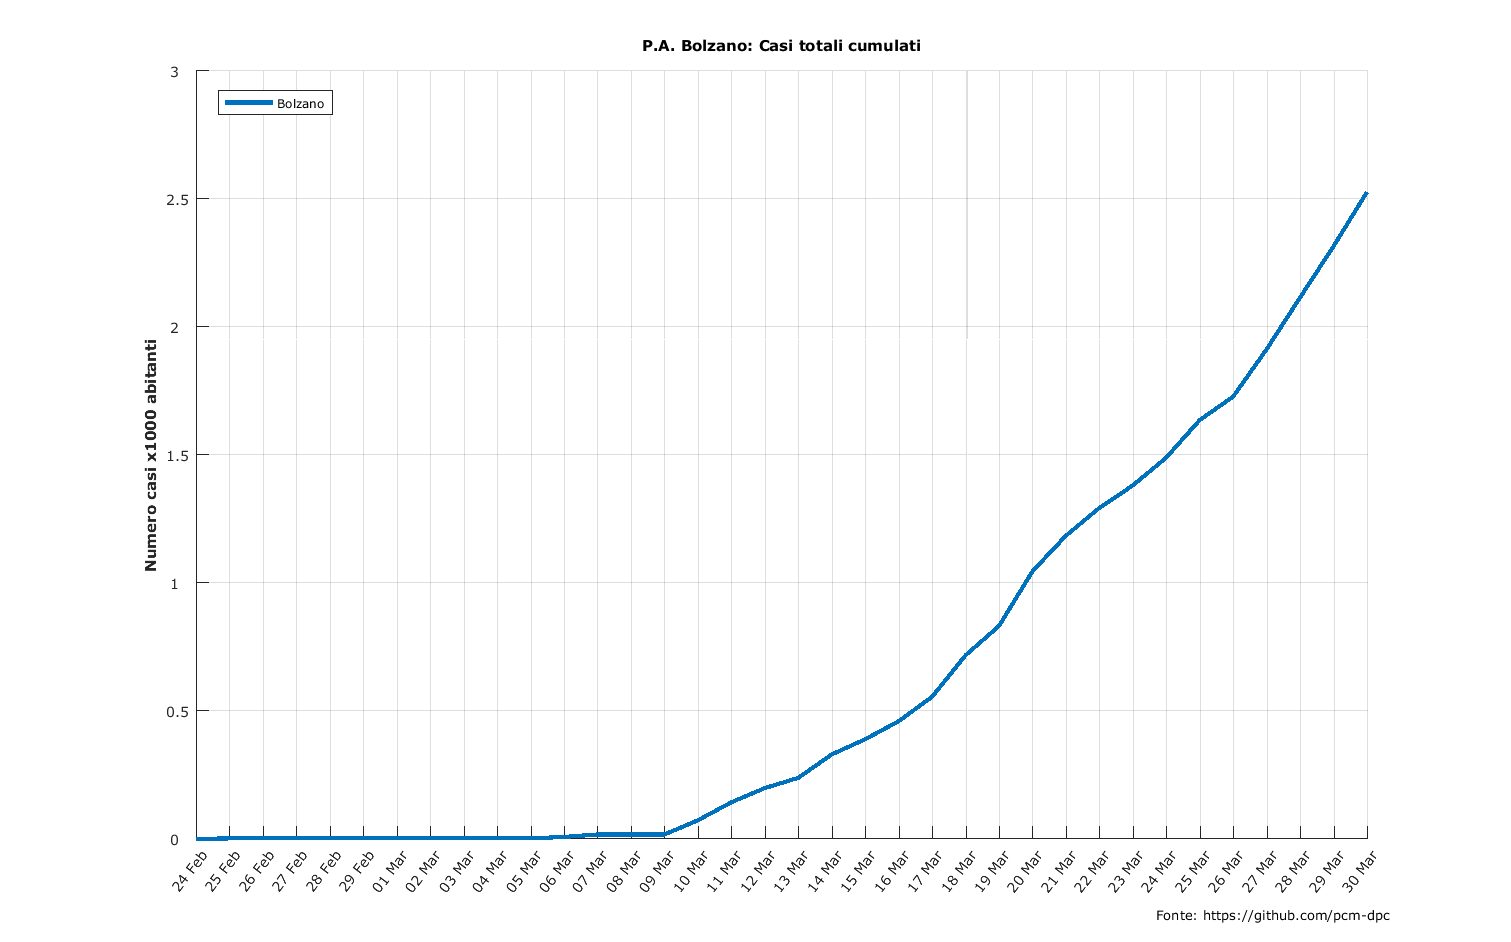 P.A. Bolzano: Casi totali cumulati
3
Bolzano
2.5
2
1.5
1
0.5
0
Numero casi x1000 abitanti
24 Feb
25 Feb
26 Feb
27 Feb
28 Feb
29 Feb
01 Mar
02 Mar
03 Mar
04 Mar
05 Mar
06 Mar
07 Mar
08 Mar
09 Mar
10 Mar
11 Mar
12 Mar
13 Mar
14 Mar
15 Mar
16 Mar
17 Mar
18 Mar
19 Mar
20 Mar
21 Mar
22 Mar
23 Mar
24 Mar
25 Mar
26 Mar
27 Mar
28 Mar
29 Mar
30 Mar
Fonte: https://github.com/pcm-dpc